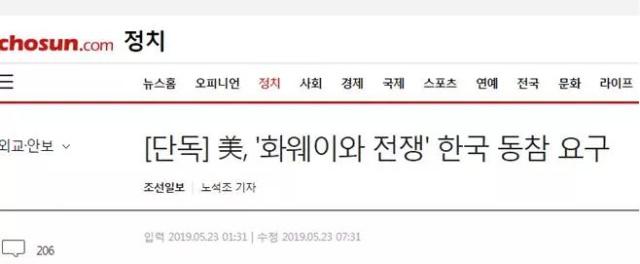 chosun.com 정치
뉴스홈 오피니언 정치 사회 경제 국제 스포츠 연예 전국 문화 라이프
외교·안보
[단독] 美, '화웨이와 전쟁' 한국 동참 요구
조선일보 노석조 기자
입력 2019.05.23 01:31 | 수정 2019.05.23 07:31
206